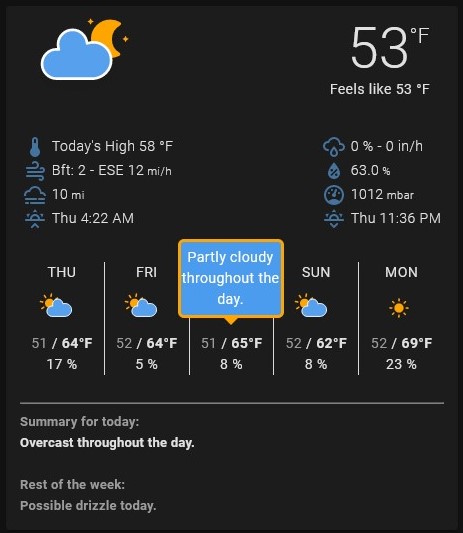 53°F
Feels like 53 °F
Today's High 58 °F
0 % - 0 in/h
Bft: 2 - ESE 12 mi/h
63.0 %
10 mi
1012 mbar
Thu 4:22 AM
Thu 11:36 PM
Partly cloudy
throughout the
day.
THU FRI SUN MON
51 / 64°F 52 / 64°F 51 / 65°F 52 / 62°F 52 / 69°F
17 % 5 % 8 % 8 % 23 %
Summary for today:
Overcast throughout the day.
Rest of the week:
Possible drizzle today.